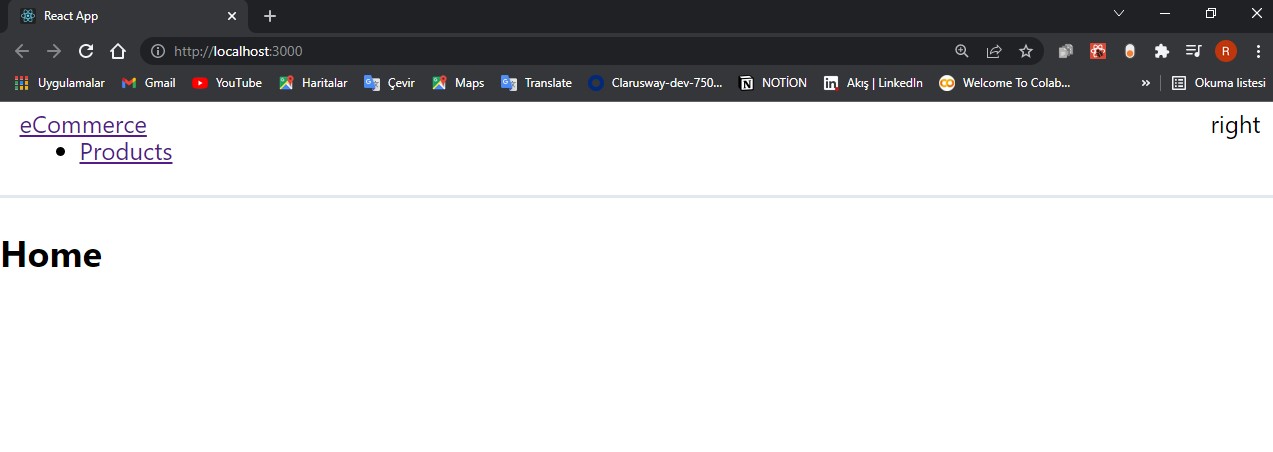 React App
http://localhost:3000
R
Uygulamalar Gmail YouTube Haritalar Çevir Maps Translate Clarusway-dev-750... NOTİON Akış | LinkedIn Welcome To Colab... » Okuma listesi
eCommerce right
Products
Home